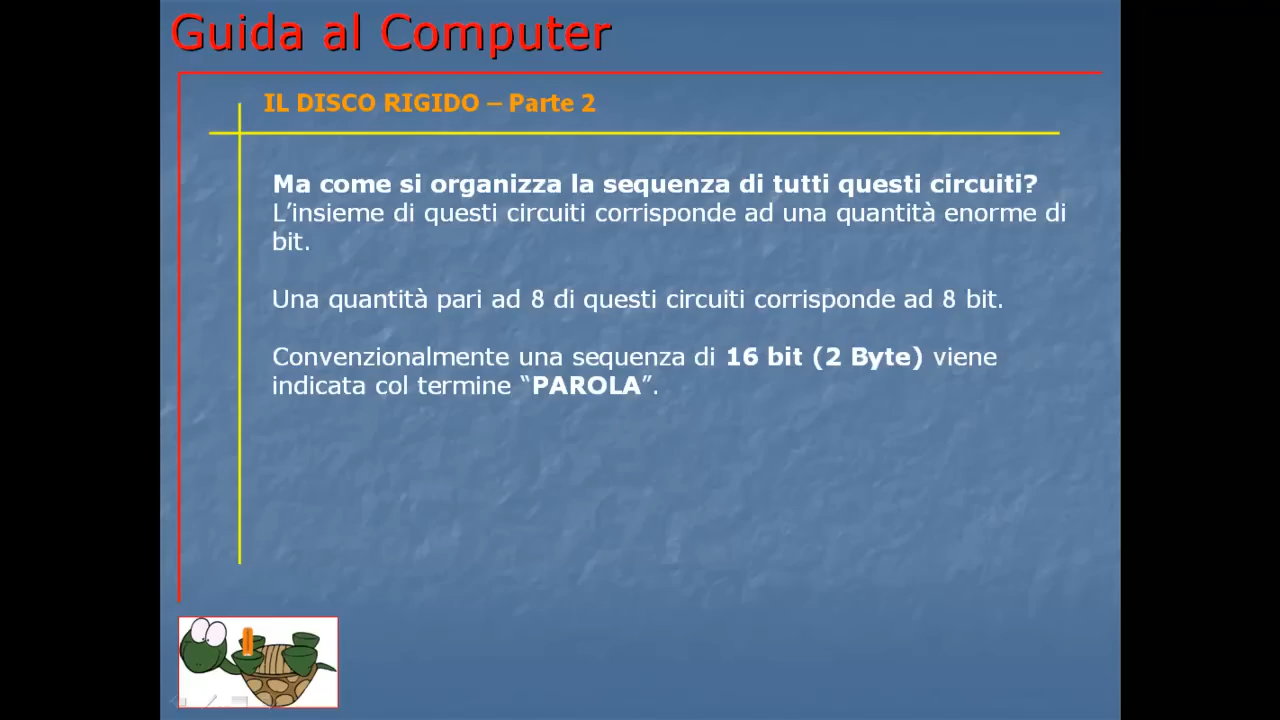 Guida al Computer
IL DISCO RIGIDO – Parte 2
Ma come si organizza la sequenza di tutti questi circuiti?
L’insieme di questi circuiti corrisponde ad una quantità enorme di
bit.
Una quantità pari ad 8 di questi circuiti corrisponde ad 8 bit.
Convenzionalmente una sequenza di 16 bit (2 Byte) viene
indicata col termine “PAROLA”.